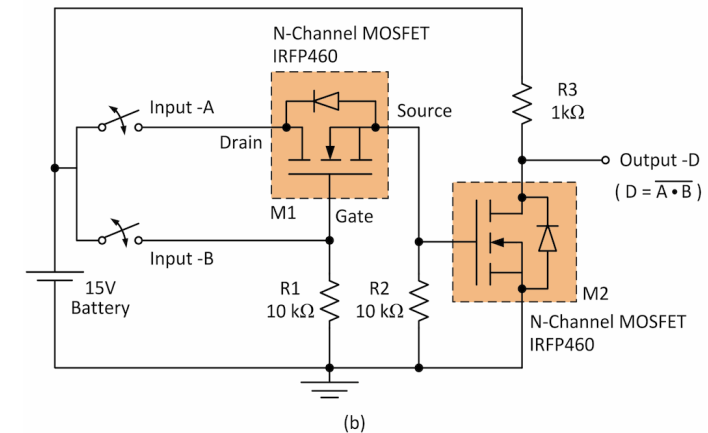 N-Channel MOSFET
IRFP460
Input -A
Source
R3
1kΩ
Drain
Output -D
( D = A • B )
M1
Gate
Input -B
15V
Battery
R1
10 kΩ
R2
10 kΩ
M2
N-Channel MOSFET
IRFP460
(b)